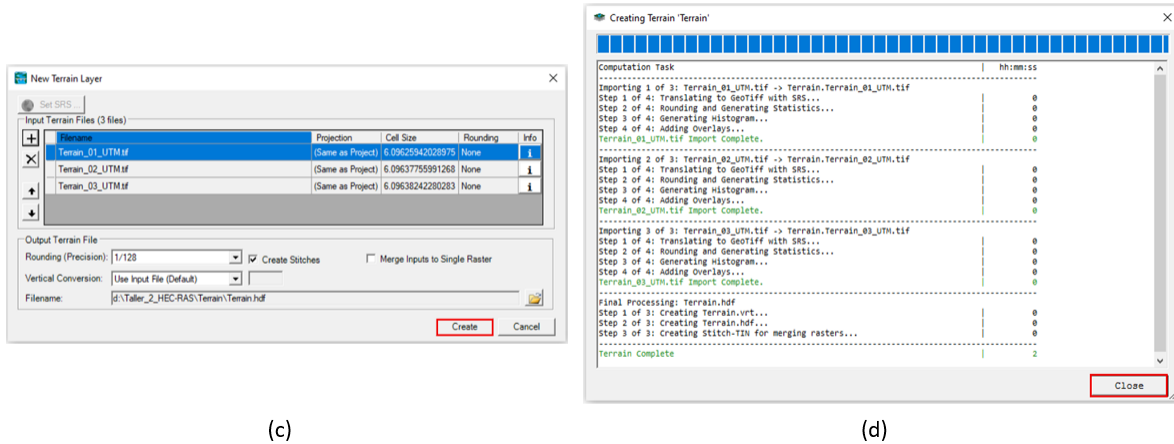 New Terrain Layer
Set SRS ...
Input Terrain Files (3 files)
Filename Projection Cell Size Rounding Info
Terrain_01_UTM.tif (Same as Project) 6.09625942028975 None i
Terrain_02_UTM.tif (Same as Project) 6.09637755991268 None i
Terrain_03_UTM.tif (Same as Project) 6.09638242280283 None i
Output Terrain File
Rounding (Precision): 1/128 Create Stitches Merge Inputs to Single Raster
Vertical Conversion: Use Input File (Default)
Filename: d:\Taller_2_HEC-RAS\Terrain\Terrain.hdf
Create Cancel
(c)
Creating Terrain 'Terrain'
Computation Task | hh:mm:ss
Importing 1 of 3: Terrain_01_UTM.tif -> Terrain.Terrain_01_UTM.tif
Step 1 of 4: Translating to GeoTiff with SRS... | 0
Step 2 of 4: Rounding and Generating Statistics... | 0
Step 3 of 4: Generating Histogram... | 0
Step 4 of 4: Adding Overlays... | 0
Terrain_01_UTM.tif Import Complete. | 0
Importing 2 of 3: Terrain_02_UTM.tif -> Terrain.Terrain_02_UTM.tif
Step 1 of 4: Translating to GeoTiff with SRS... | 0
Step 2 of 4: Rounding and Generating Statistics... | 0
Step 3 of 4: Generating Histogram... | 0
Step 4 of 4: Adding Overlays... | 0
Terrain_02_UTM.tif Import Complete. | 0
Importing 3 of 3: Terrain_03_UTM.tif -> Terrain.Terrain_03_UTM.tif
Step 1 of 4: Translating to GeoTiff with SRS... | 0
Step 2 of 4: Rounding and Generating Statistics... | 0
Step 3 of 4: Generating Histogram... | 0
Step 4 of 4: Adding Overlays... | 0
Terrain_03_UTM.tif Import Complete. | 0
Final Processing: Terrain.hdf
Step 1 of 3: Creating Terrain.vrt... | 0
Step 2 of 3: Creating Terrain.hdf... | 0
Step 3 of 3: Creating Stitch-TIN for merging rasters... | 0
Terrain Complete | 2
Close
(d)